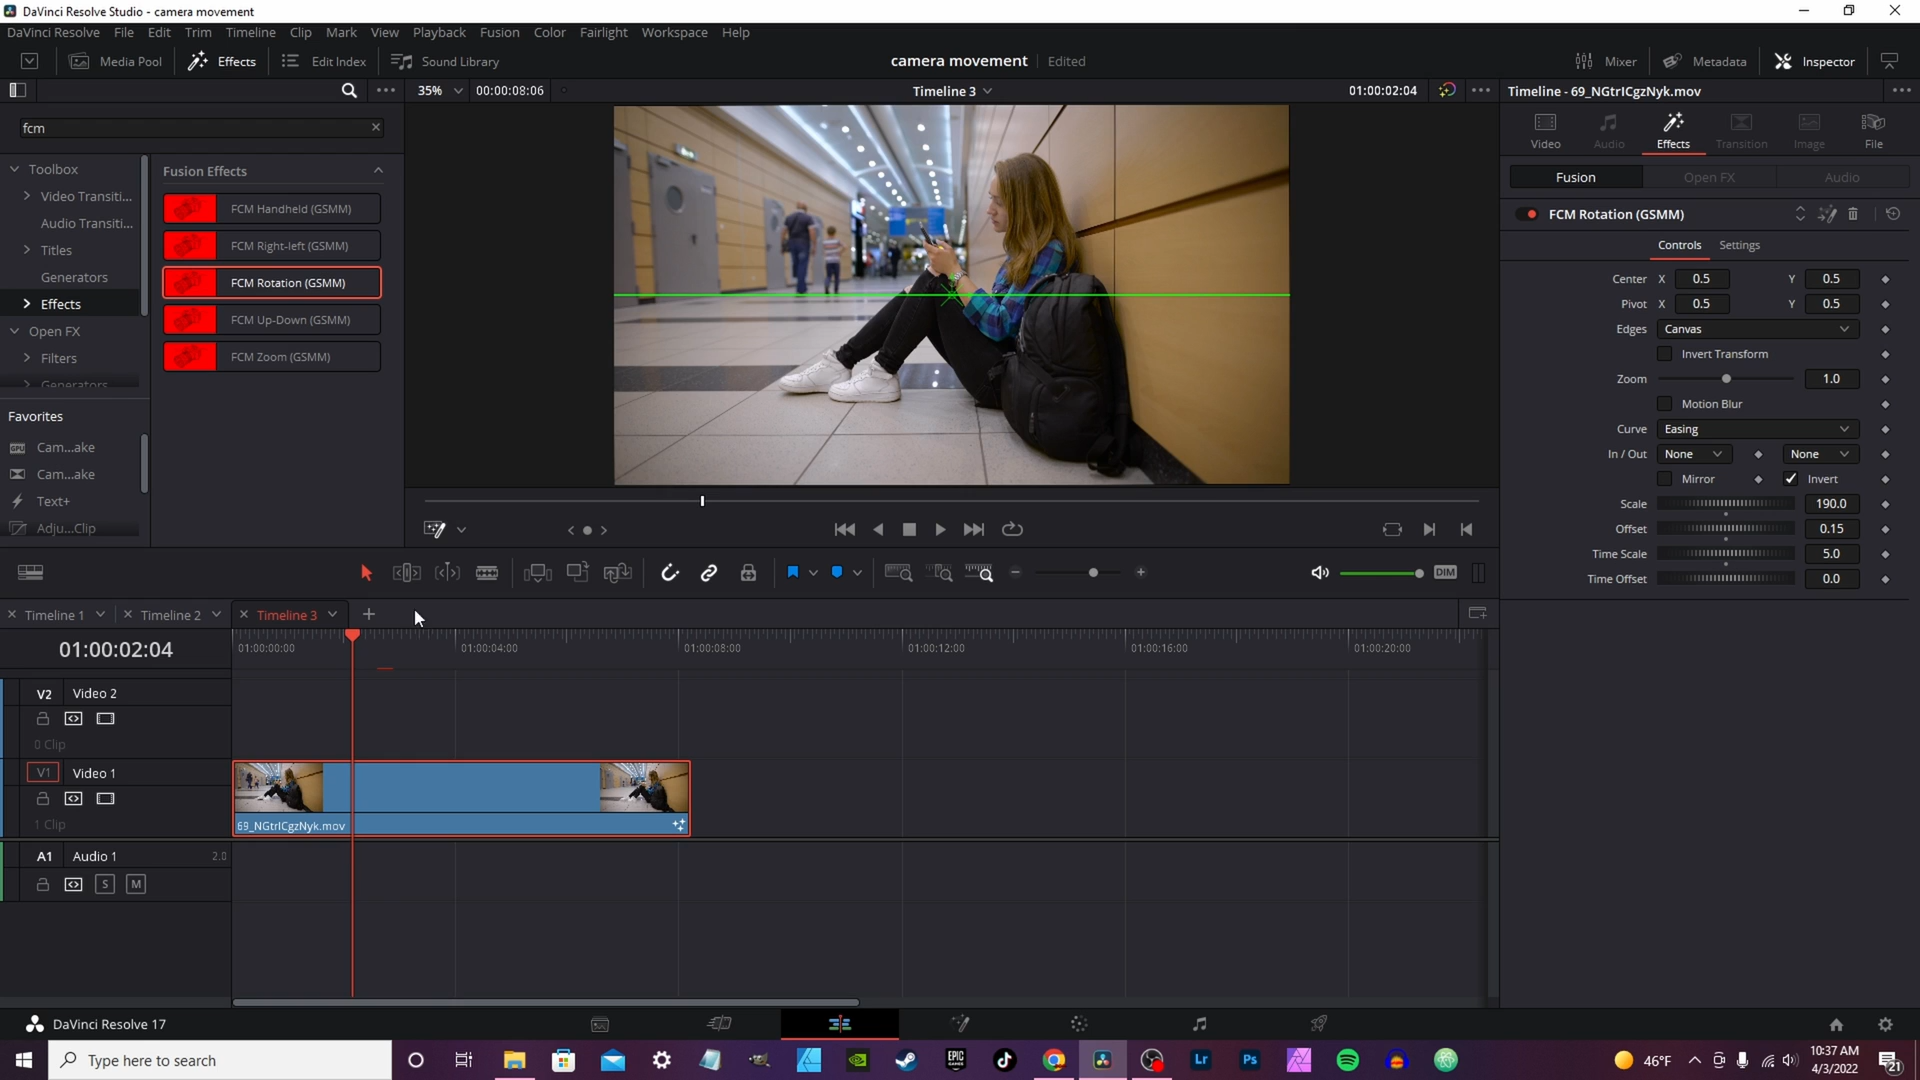 DaVinci Resolve Studio - camera movement
DaVinci Resolve File Edit Trim Timeline Clip Mark View Playback Fusion Color Fairlight Workspace Help
Media Pool Effects Edit Index Sound Library camera movement Edited Mixer Metadata Inspector
35% 00:00:08:06 Timeline 3 01:00:02:04 Timeline - 69_NGtrICgzNyk.mov
fcm
Video Audio Effects Transition Image File
Fusion Open FX Audio
Toolbox
Video Transiti...
Audio Transiti...
Titles
Generators
Effects
Open FX
Filters
Generators
Favorites
Cam...ake
Cam...ake
Text+
Adju...Clip
Fusion Effects
FCM Handheld (GSMM)
FCM Right-left (GSMM)
FCM Rotation (GSMM)
FCM Up-Down (GSMM)
FCM Zoom (GSMM)
FCM Rotation (GSMM)
Controls Settings
Center X 0.5 Y 0.5
Pivot X 0.5 Y 0.5
Edges Canvas
Invert Transform
Zoom 1.0
Motion Blur
Curve Easing
In / Out None None
Mirror Invert
Scale 190.0
Offset 0.15
Time Scale 5.0
Time Offset 0.0
DIM
Timeline 1 Timeline 2 Timeline 3
01:00:02:04
01:00:00:00 01:00:04:00 01:00:08:00 01:00:12:00 01:00:16:00 01:00:20:00
V2 Video 2
0 Clip
V1 Video 1
1 Clip
69_NGtrICgzNyk.mov
A1 Audio 1 2.0
S M
DaVinci Resolve 17
Type here to search
EPIC GAMES
Lr
Ps
46°F
10:37 AM
4/3/2022
21